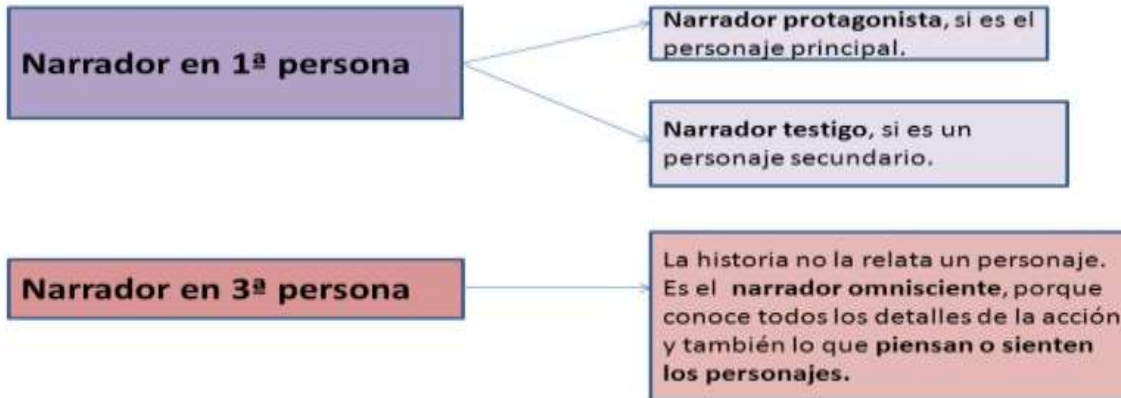 Narrador en 1ª persona
Narrador protagonista, si es el
personaje principal.
Narrador testigo, si es un
personaje secundario.
Narrador en 3ª persona
La historia no la relata un personaje.
Es el narrador omnisciente, porque
conoce todos los detalles de la acción
y también lo que piensan o sienten
los personajes.